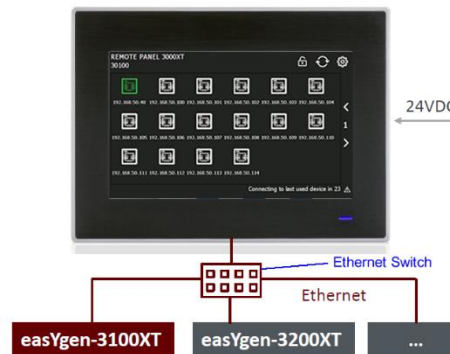 REMOTE PANEL 3000XT
30100
192.168.50.40 192.168.50.100 192.168.50.101 192.168.50.102 192.168.50.103 192.168.50.104
1
192.168.50.105 192.168.50.106 192.168.50.107 192.168.50.108 192.168.50.109 192.168.50.110
192.168.50.111 192.168.50.112 192.168.50.113 192.168.50.114
Connecting to last used device in 23
24VDC
Ethernet Switch
Ethernet
easYgen-3100XT
easYgen-3200XT
...